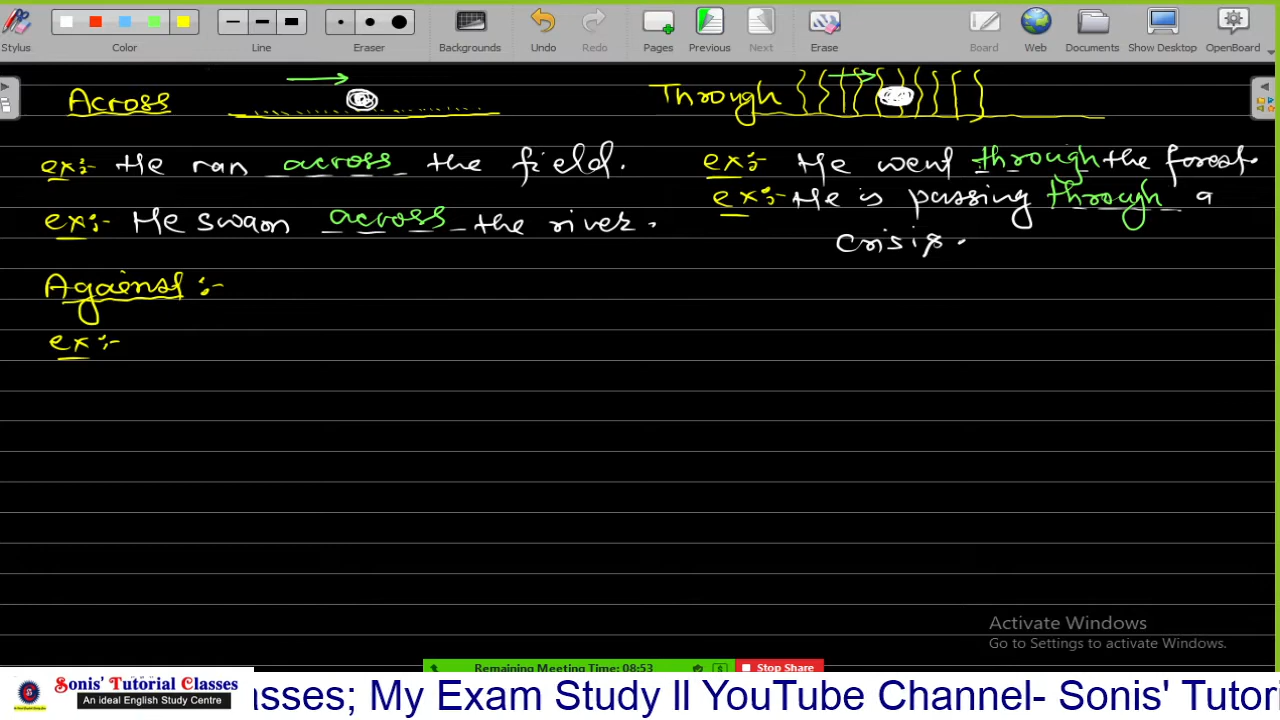 Stylus
Color
Line
Eraser
Backgrounds
Undo
Redo
Pages
Previous
Next
Erase
Board
Web
Documents
Show Desktop
OpenBoard
Across
Through
ex:- He ran across the field.
ex:- He went through the forest.
ex:- He swam across the river.
ex:- He is passing through a
crisis.
Against :-
ex:-
Activate Windows
Go to Settings to activate Windows.
Remaining Meeting Time: 08:53
Stop Share
Sonis' Tutorial Classes
An ideal English Study Centre
asses; My Exam Study II YouTube Channel- Sonis' Tutori